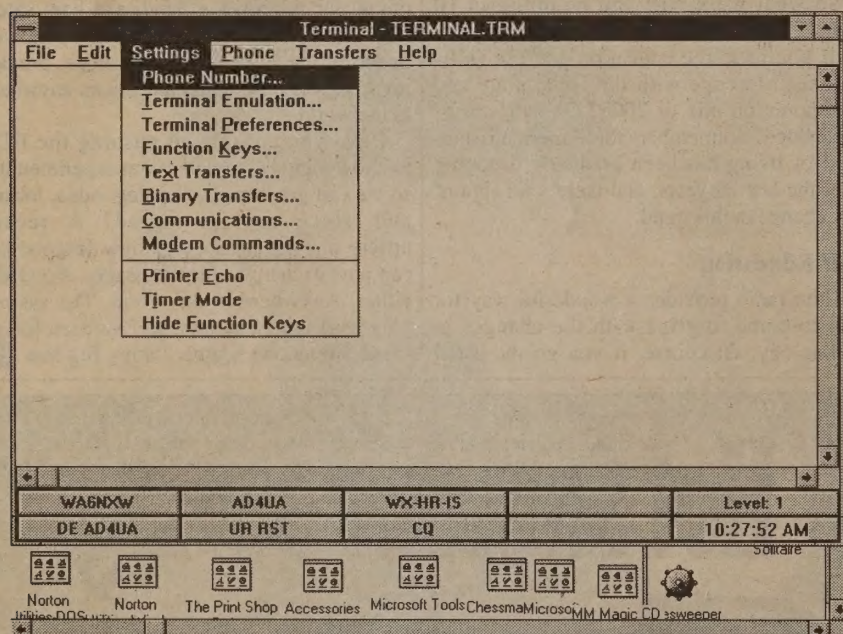 Terminal - TERMINAL.TRM
File Edit Settings Phone Transfers Help
Phone Number...
Terminal Emulation...
Terminal Preferences...
Function Keys...
Text Transfers...
Binary Transfers...
Communications...
Modem Commands...
Printer Echo
Timer Mode
Hide Function Keys
WA6NXW AD4UA WX-HR-IS Level: 1
DE AD4UA UR RST CQ 10:27:52 AM
Solitaire
Norton Norton The Print Shop Accessories Microsoft Tools Chessma Microso MM Magic CD esweeper